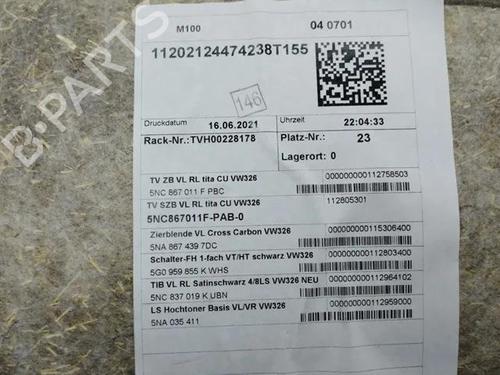 M100 04 0701
11202124474238T155
146
Druckdatum 16.06.2021 Uhrzeit 22:04:33
Rack-Nr.:TVH00228178 Platz-Nr.: 23
Lagerort: 0
TV ZB VL RL tita CU VW326 000000000112758503
5NC 867 011 F PBC
TV SZB VL RL tita CU VW326 112805301
5NC867011F-PAB-0
Zierblende VL Cross Carbon VW326 000000000115306400
5NA 867 439 7DC
Schalter-FH 1-fach VT/HT schwarz VW326 000000000112803400
5G0 959 855 K WHS
TIB VL RL Satinschwarz 4/8LS VW326 NEU 000000000112964102
5NC 837 019 K UBN
LS Hochtoner Basis VL/VR VW326 000000000112959000
5NA 035 411
B-PARTS